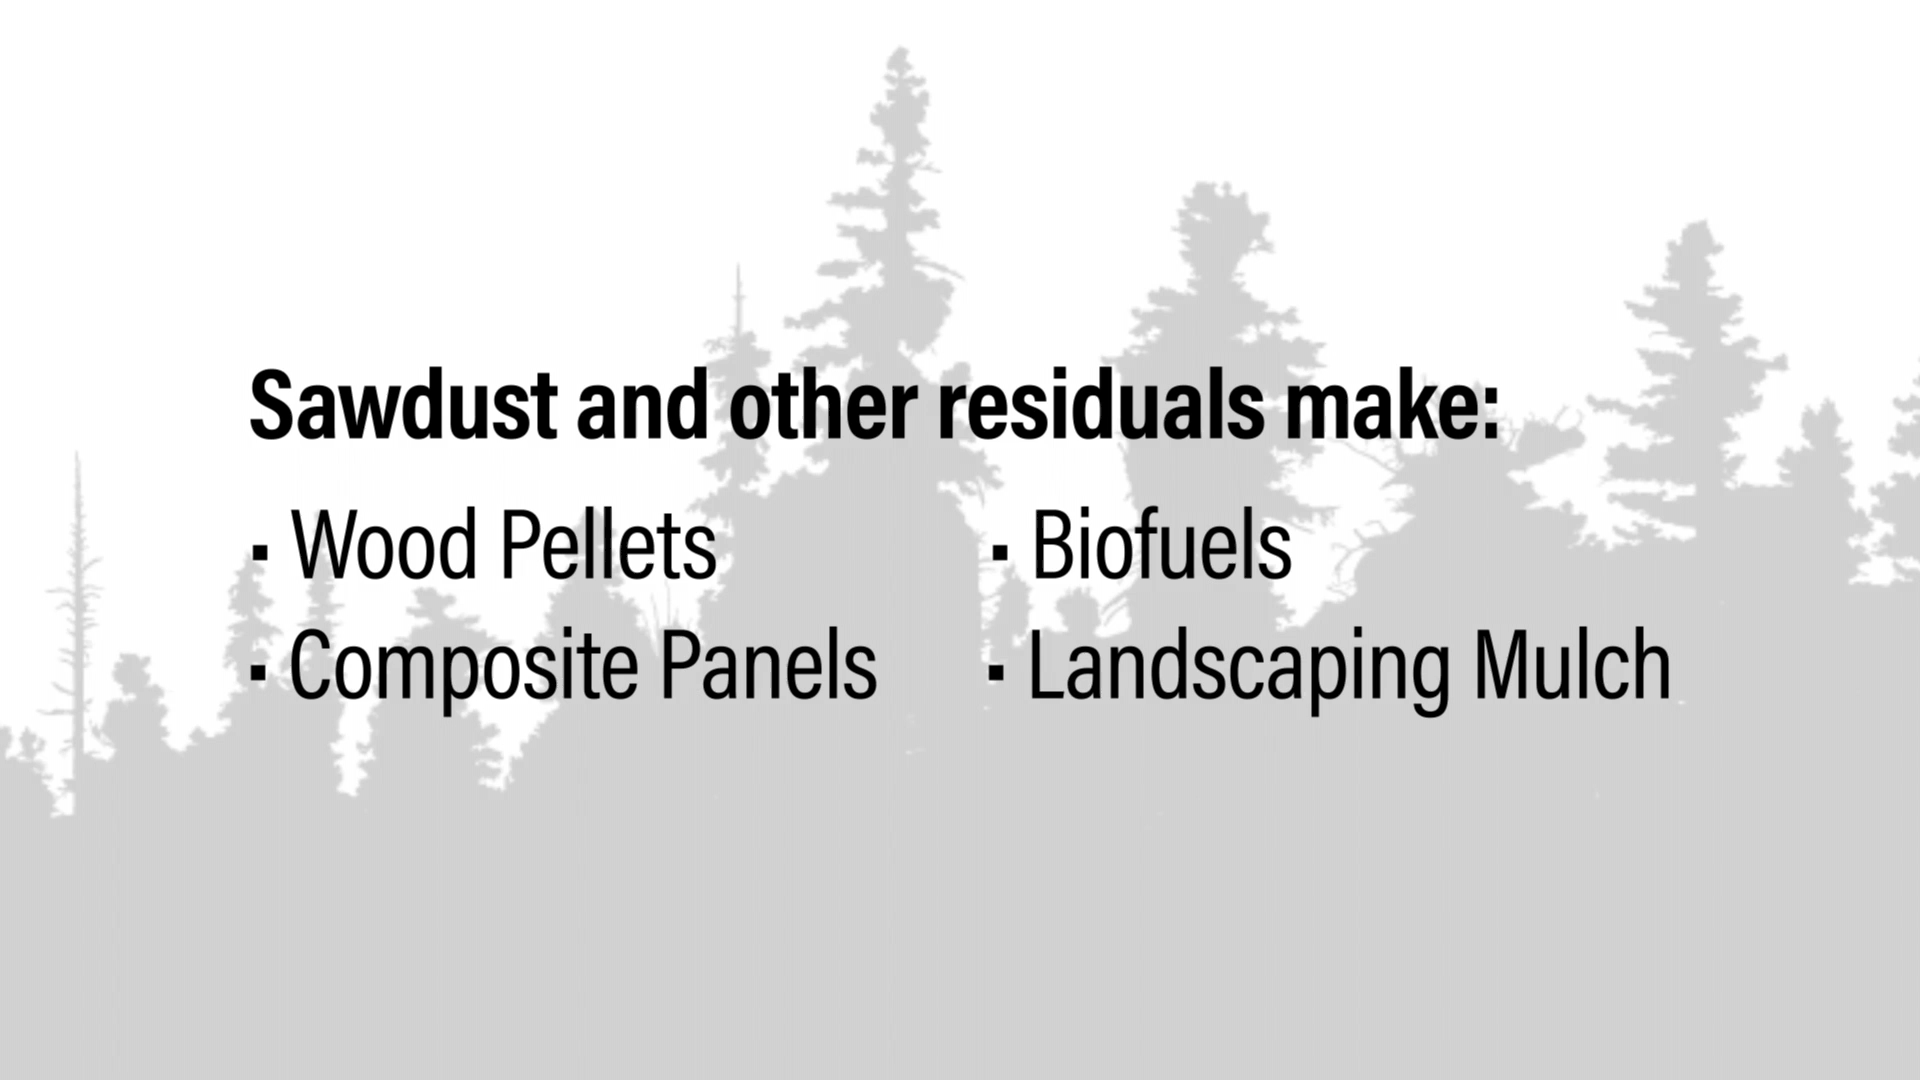 Sawdust and other residuals make:
▪ Wood Pellets
▪ Composite Panels
▪ Biofuels
▪ Landscaping Mulch